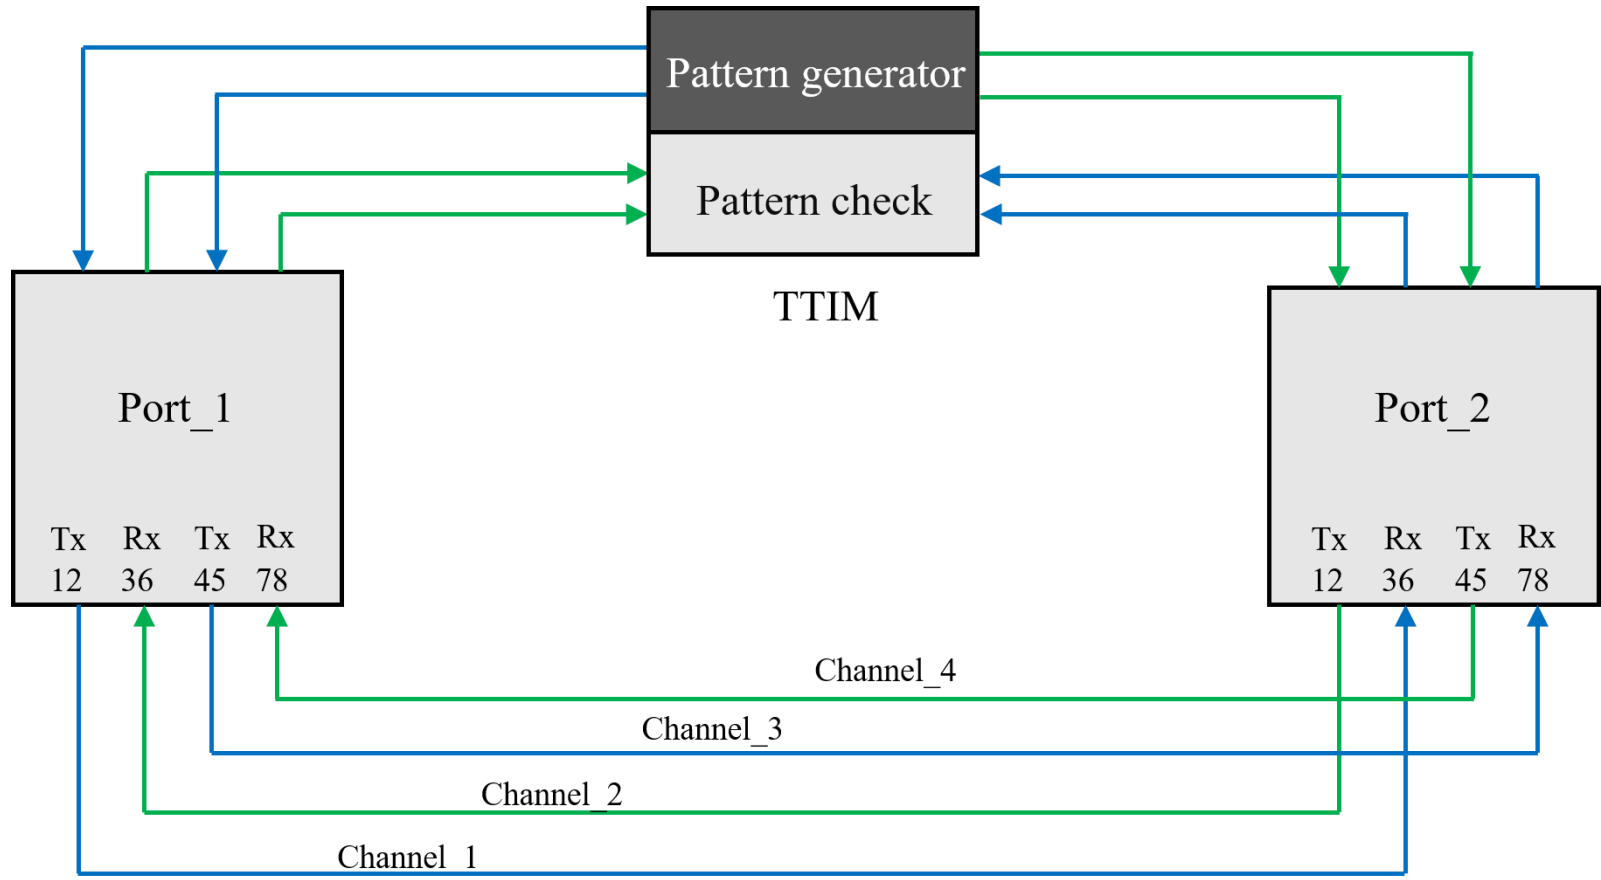 Pattern generator
Pattern check
TTIM
Port_1
Port_2
Tx Rx Tx Rx
12 36 45 78
Tx Rx Tx Rx
12 36 45 78
Channel_4
Channel_3
Channel_2
Channel_1